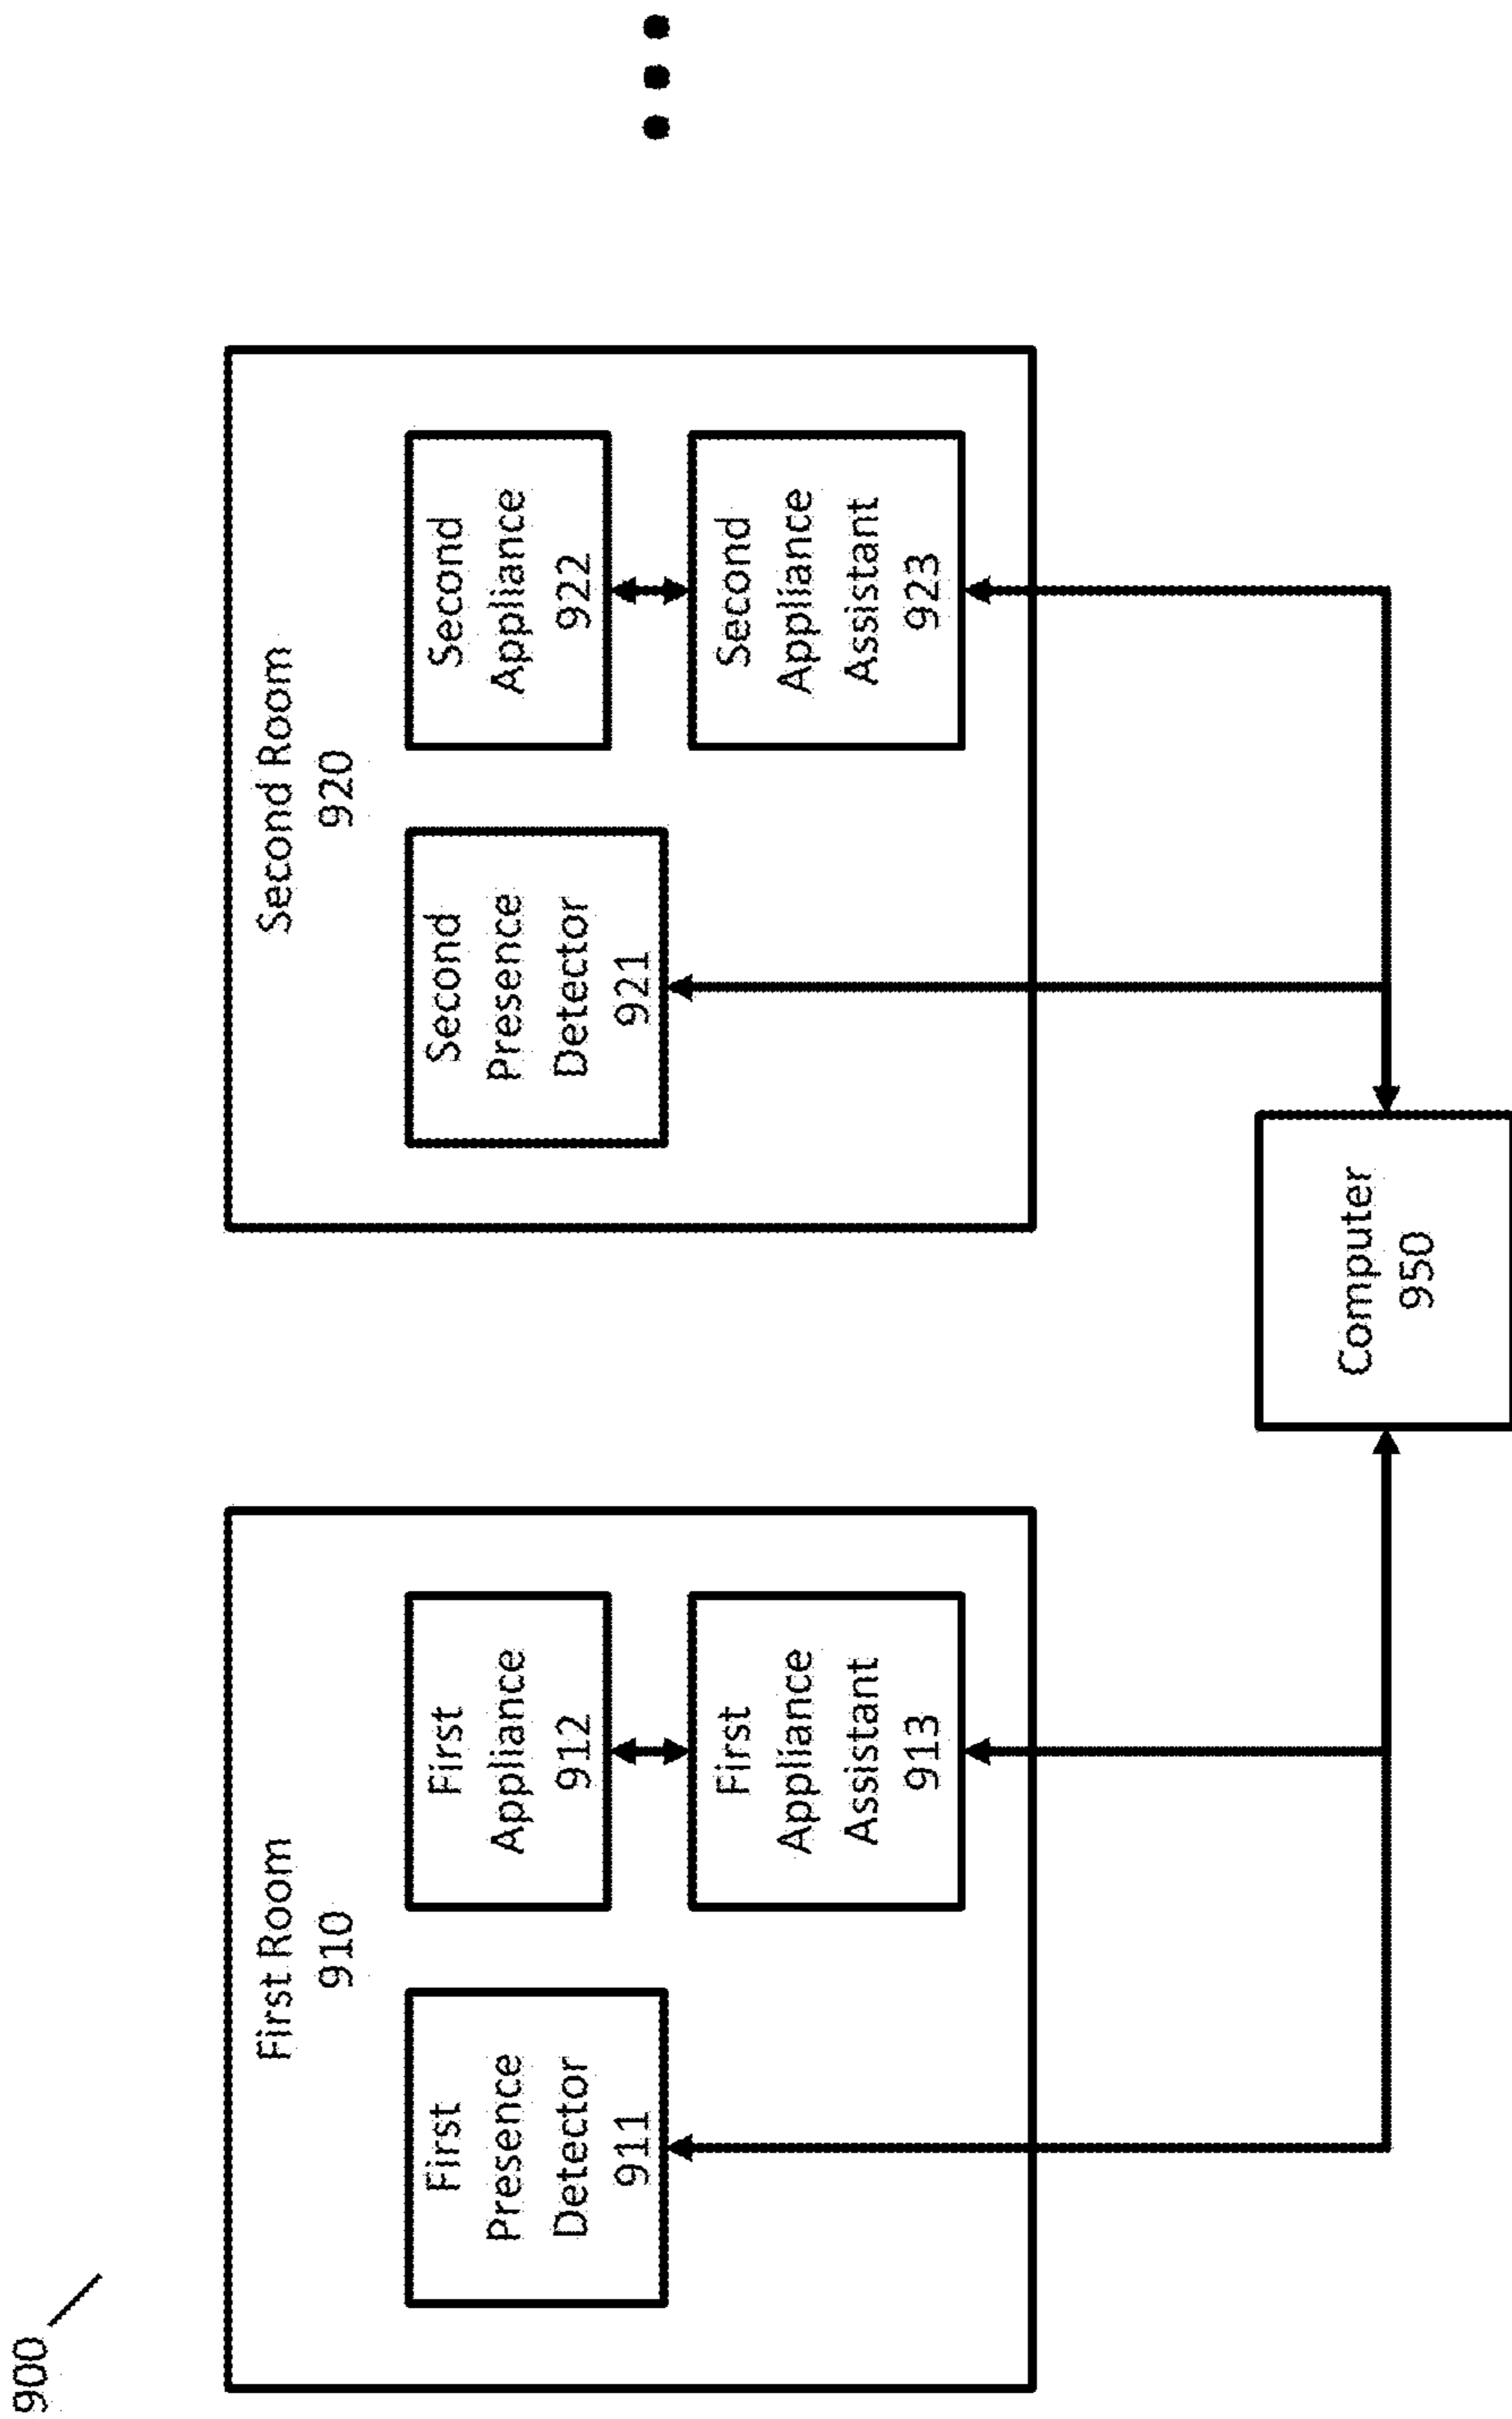 900
First Room
910
First
Presence
Detector
911
First
Appliance
912
First
Appliance
Assistant
913
Second Room
920
Second
Presence
Detector
921
Second
Appliance
922
Second
Appliance
Assistant
923
Computer
950